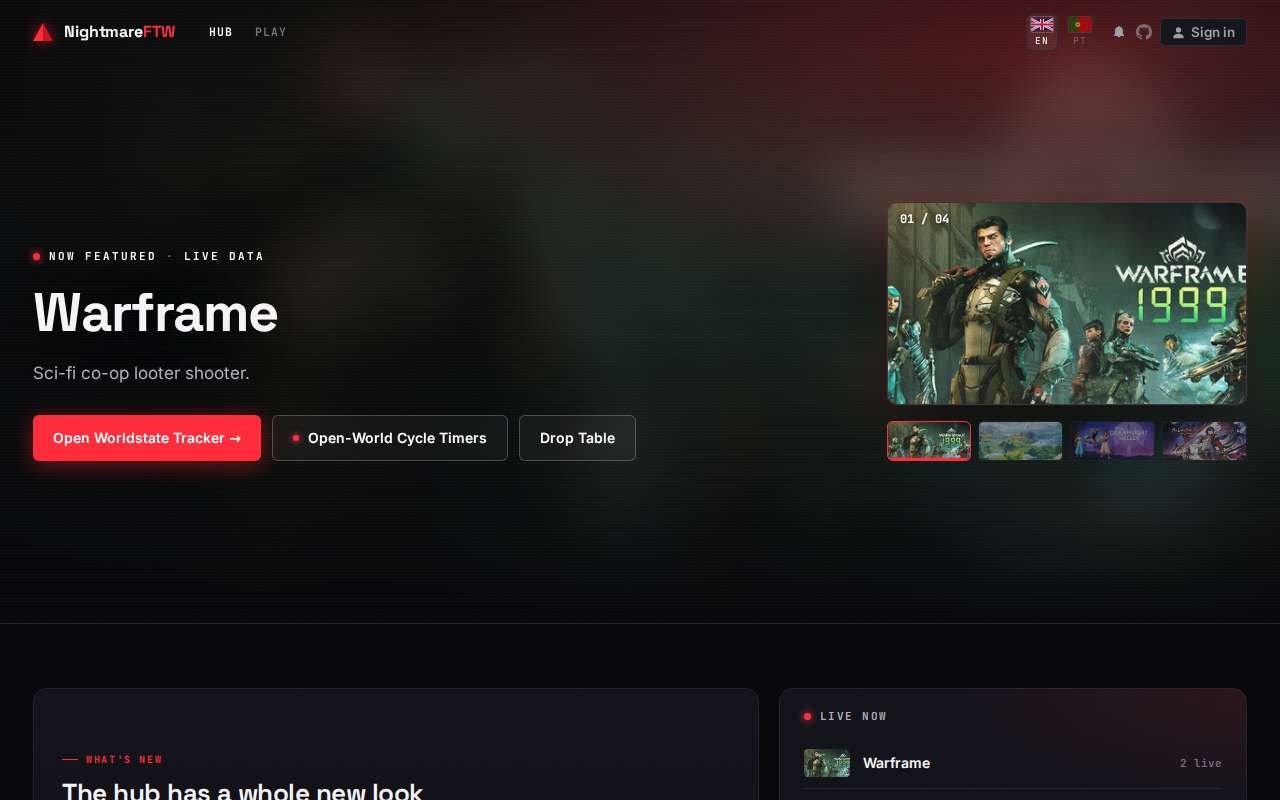 NightmareFTW
HUB
PLAY
EN
PT
Sign in
NOW FEATURED · LIVE DATA
Warframe
Sci-fi co-op looter shooter.
Open Worldstate Tracker →
Open-World Cycle Timers
Drop Table
01 / 04
WARFRAME
1999
WARFRAME
1999
WHAT'S NEW
The hub has a whole new look
LIVE NOW
Warframe
2 live